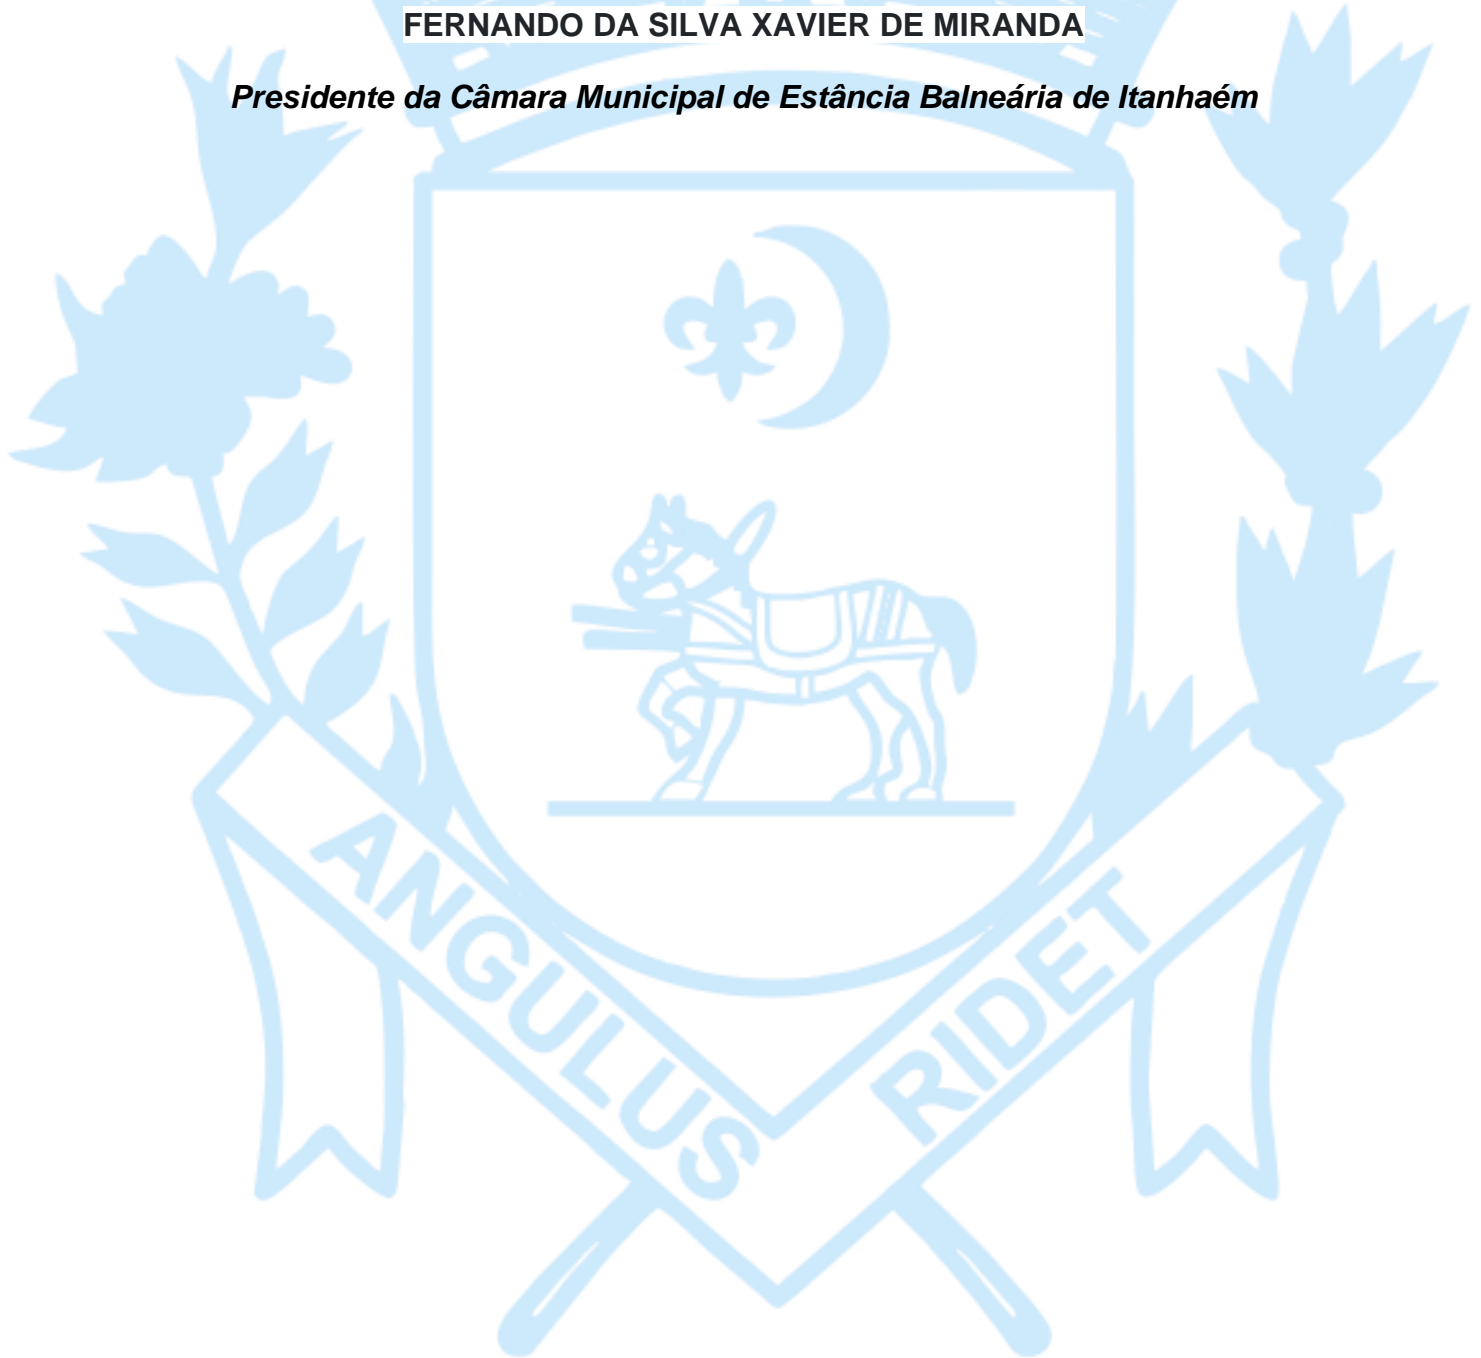 FERNANDO DA SILVA XAVIER DE MIRANDA
Presidente da Câmara Municipal de Estância Balneária de Itanhaém
ANGULUS RIDET